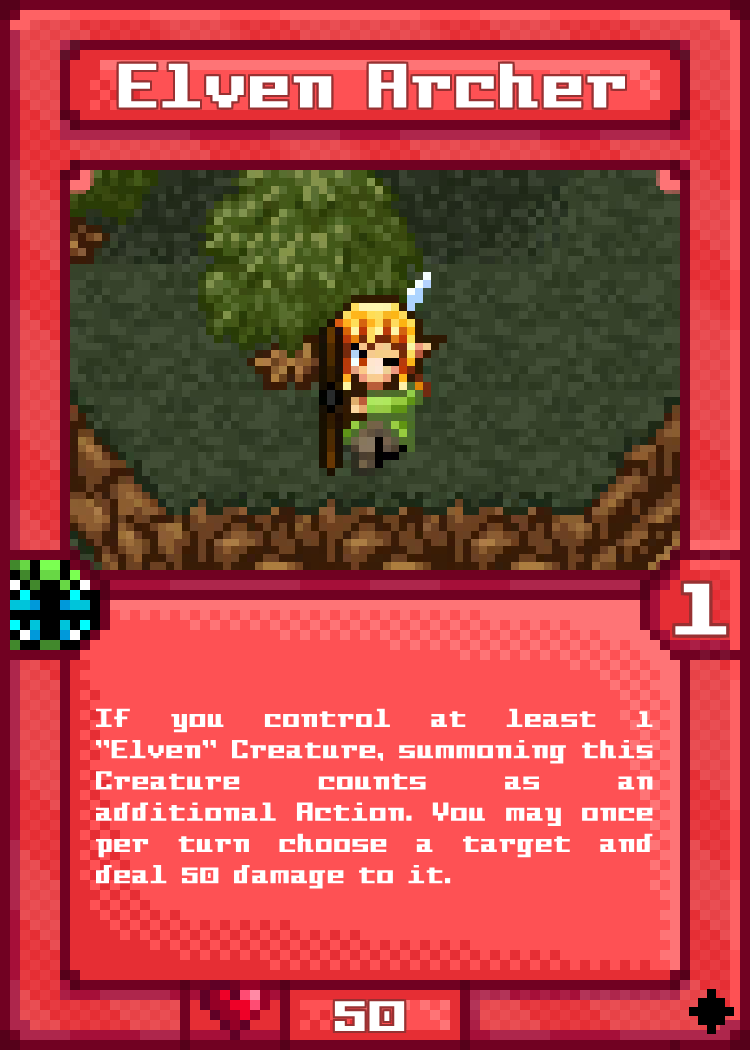 Elven Archer
1
If you control at least 1
"Elven" Creature, summoning this
Creature counts as an
additional Action. You may once
per turn choose a target and
deal 50 damage to it.
50